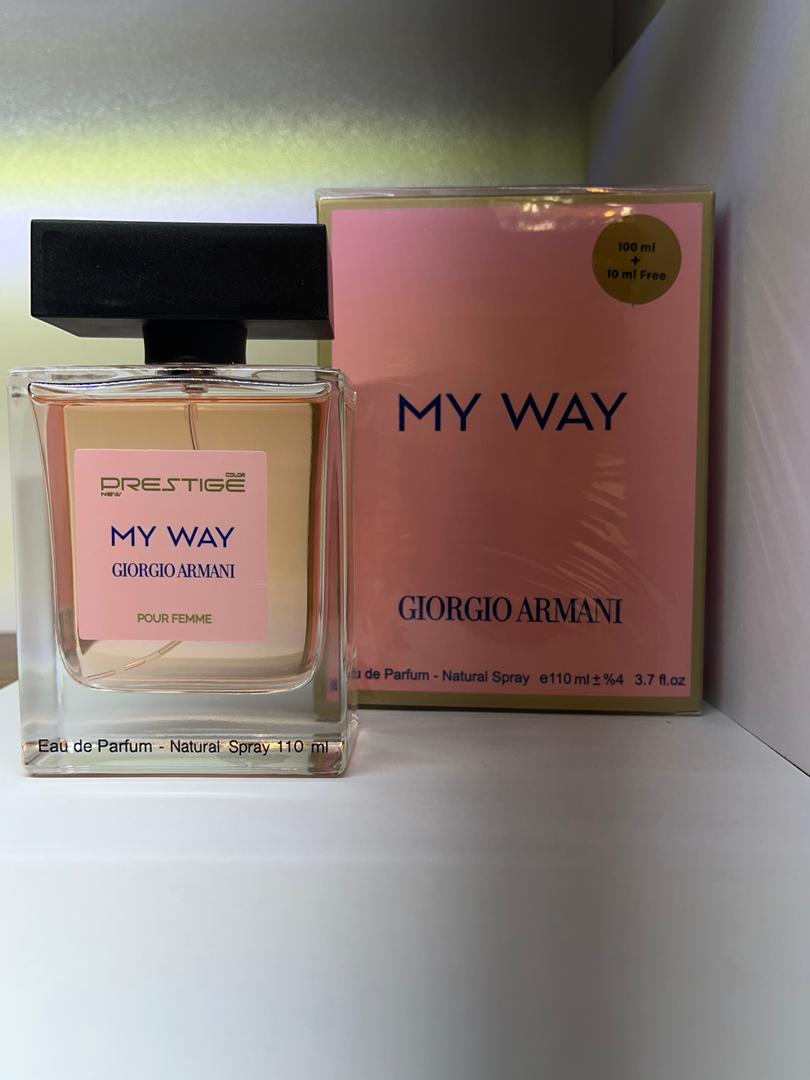 COLOR
PRESTIGE
NEW
MY WAY
GIORGIO ARMANI
POUR FEMME
Eau de Parfum - Natural Spray 110 ml
100 ml
+
10 ml Free
MY WAY
GIORGIO ARMANI
de Parfum - Natural Spray e110 ml ± %4 3.7 fl.oz